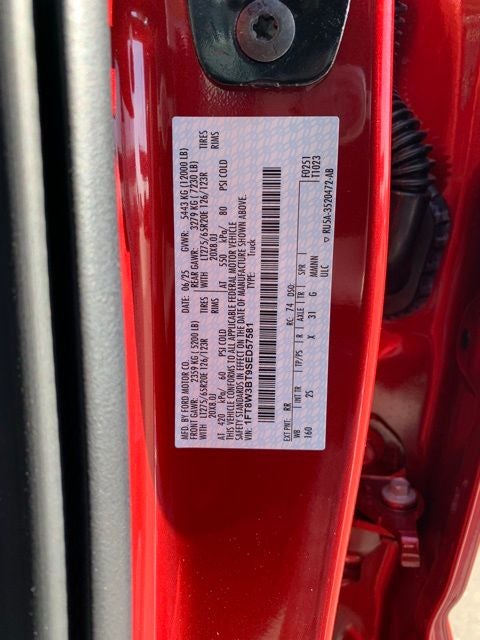 MFD. BY FORD MOTOR CO.
DATE: 06/25 GVWR: 5443 KG (12000 LB)
FRONT GAWR: 2359 KG (5200 LB) REAR GAWR: 3279 KG (7230 LB)
WITH LT275/65R20E 126/123R TIRES WITH LT275/65R20E 126/123R TIRES
20X8.0J RIMS 20X8.0J RIMS
AT 420 kPa/ 60 PSI COLD AT 550 kPa/ 80 PSI COLD
THIS VEHICLE CONFORMS TO ALL APPLICABLE FEDERAL MOTOR VEHICLE
SAFETY STANDARDS IN EFFECT ON THE DATE OF MANUFACTURE SHOWN ABOVE.
VIN: 1FT8W3BT9SED57581 TYPE: Truck
EXT PNT: RR RC: 74 DSO: F0251
WB INT TR TP/PS R AXLE TR SPR T1023
160 25 X 31 G MMNNN
ULC RU5A-3520472-AB